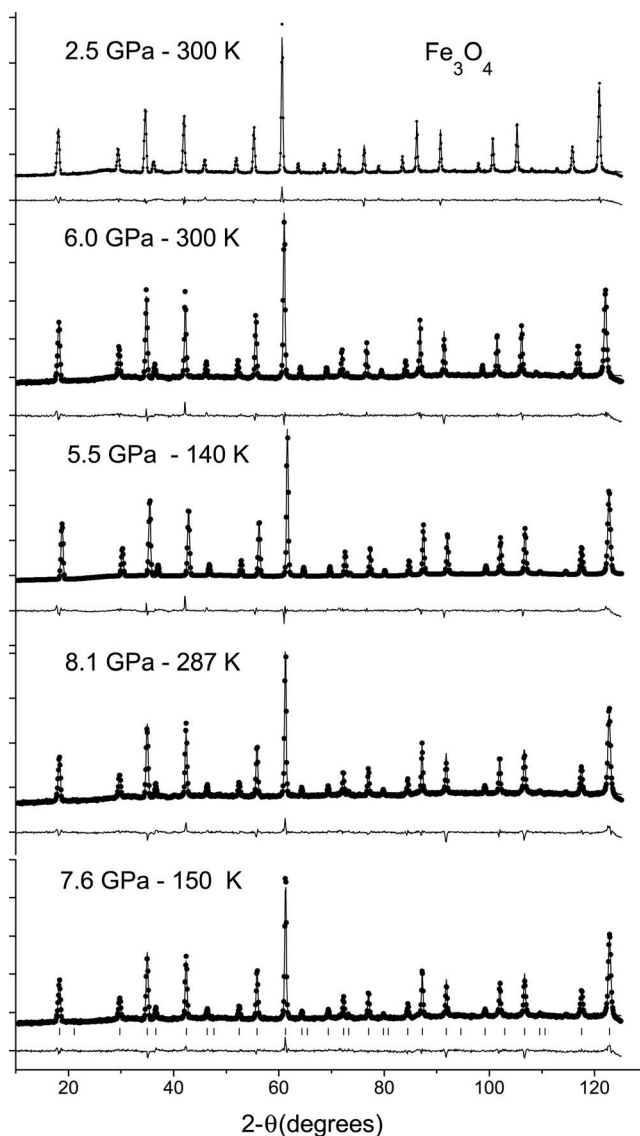 2.5 GPa - 300 K
Fe3O4
6.0 GPa - 300 K
5.5 GPa - 140 K
8.1 GPa - 287 K
7.6 GPa - 150 K
20 40 60 80 100 120
2-θ(degrees)